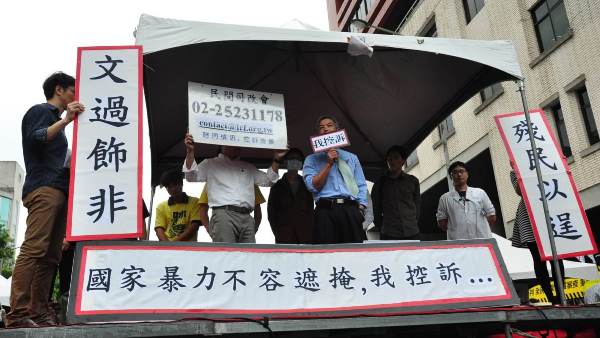 文過飾非
民間司改會
02-25231178
contact@jrf.org.tw
我控訴
殘民以逞
國家暴力不容遮掩,我控訴...